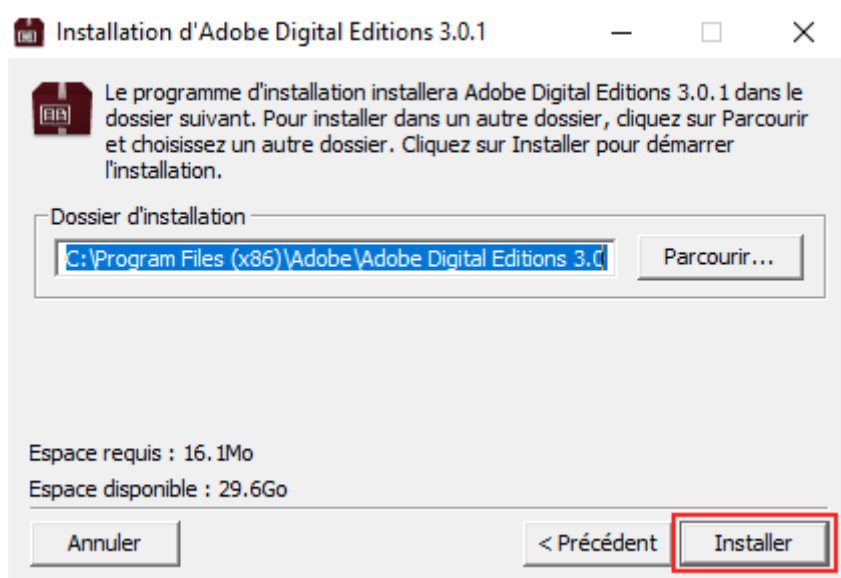 Installation d'Adobe Digital Editions 3.0.1
Le programme d'installation installera Adobe Digital Editions 3.0.1 dans le
dossier suivant. Pour installer dans un autre dossier, cliquez sur Parcourir
et choisissez un autre dossier. Cliquez sur Installer pour démarrer
l'installation.
Dossier d'installation
C:\Program Files (x86)\Adobe\Adobe Digital Editions 3.0
Parcourir...
Espace requis : 16.1Mo
Espace disponible : 29.6Go
Annuler
< Précédent
Installer